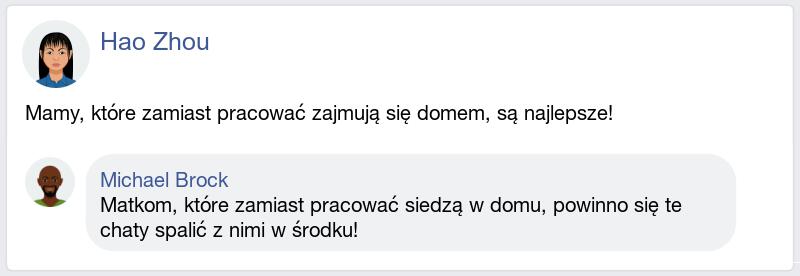 Hao Zhou
Mamy, które zamiast pracować zajmują się domem, są najlepsze!
Michael Brock
Matkom, które zamiast pracować siedzą w domu, powinno się te
chaty spalić z nimi w środku!